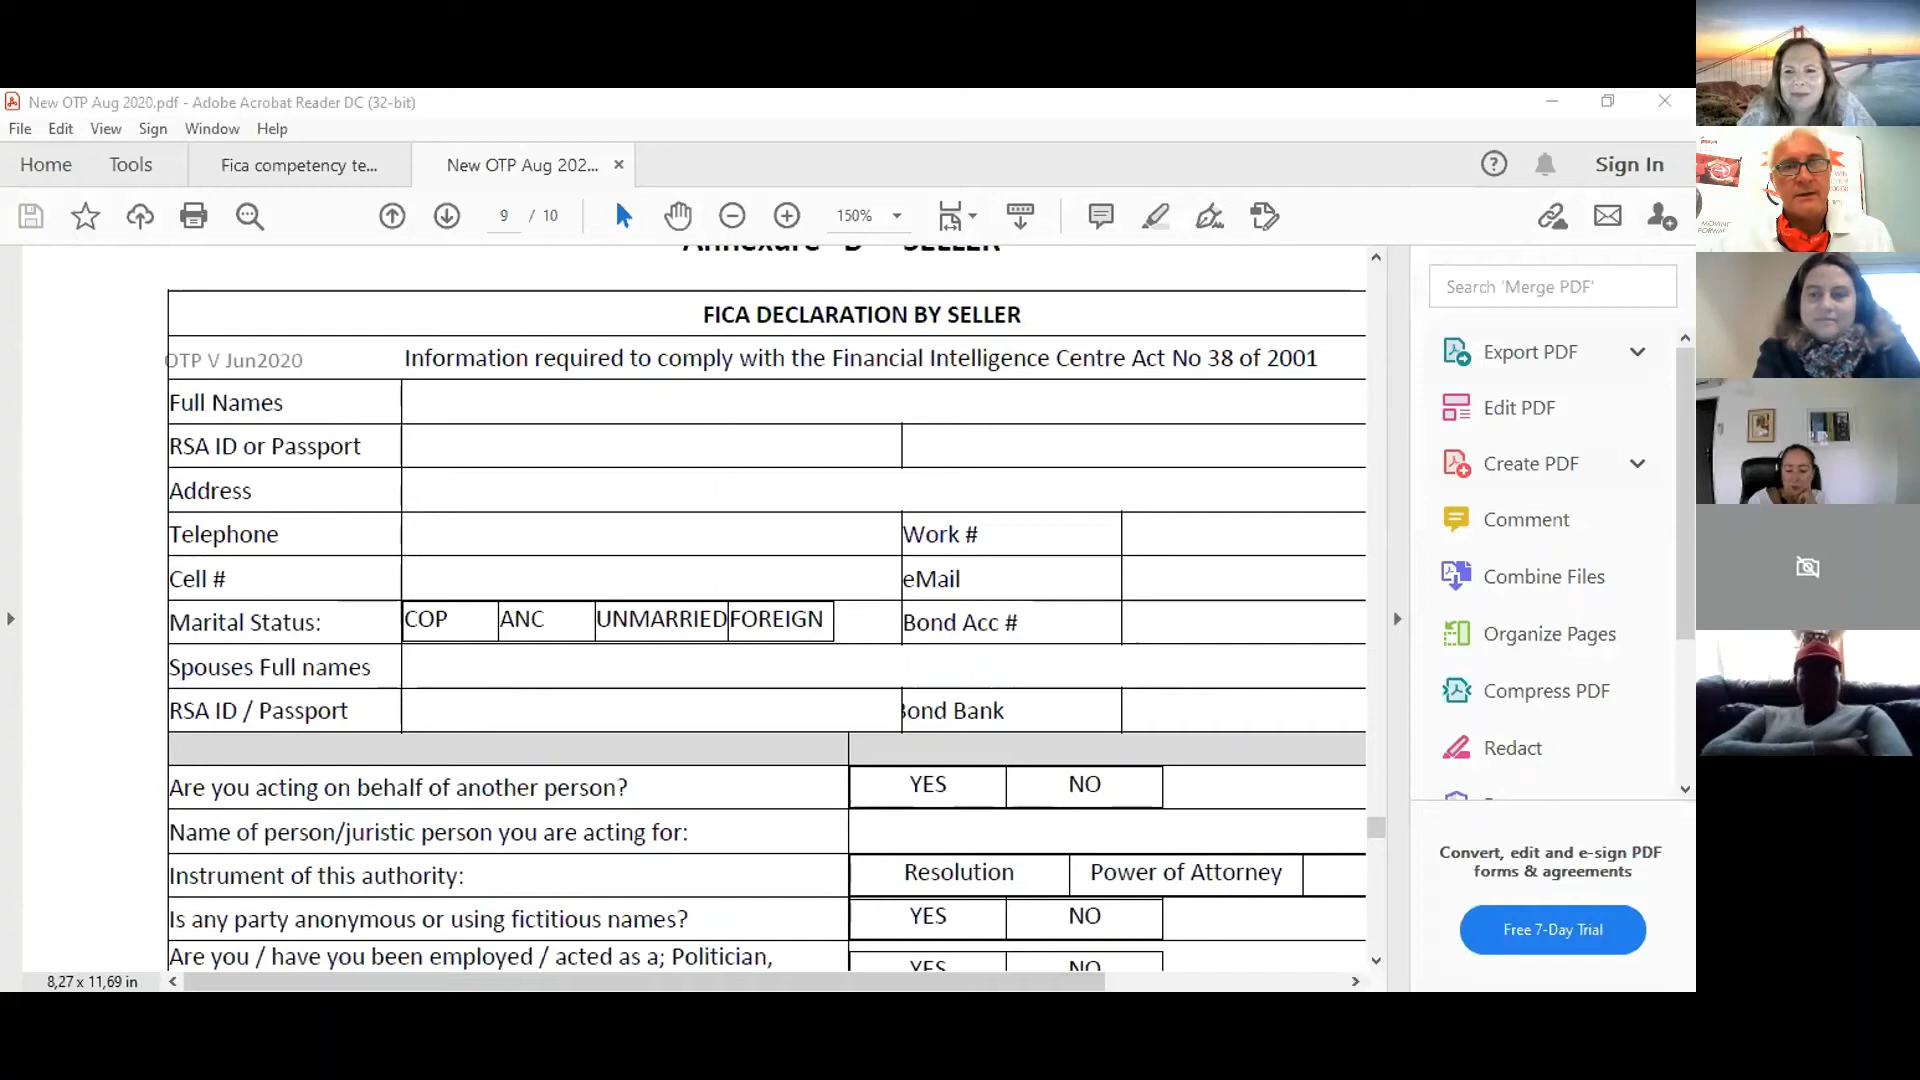 New OTP Aug 2020.pdf - Adobe Acrobat Reader DC (32-bit)
File Edit View Sign Window Help
Home Tools Fica competency te... New OTP Aug 202... × Sign In
9 / 10 150%
SELLER
FICA DECLARATION BY SELLER
OTP V Jun2020 Information required to comply with the Financial Intelligence Centre Act No 38 of 2001
Full Names
RSA ID or Passport
Address
Telephone Work #
Cell # eMail
Marital Status: COP ANC UNMARRIED FOREIGN Bond Acc #
Spouses Full names
RSA ID / Passport Bond Bank
Are you acting on behalf of another person? YES NO
Name of person/juristic person you are acting for:
Instrument of this authority: Resolution Power of Attorney
Is any party anonymous or using fictitious names? YES NO
Are you / have you been employed / acted as a; Politician, YES NO
8,27 x 11,69 in
Search 'Merge PDF'
Export PDF
Edit PDF
Create PDF
Comment
Combine Files
Organize Pages
Compress PDF
Redact
Convert, edit and e-sign PDF
forms & agreements
Free 7-Day Trial